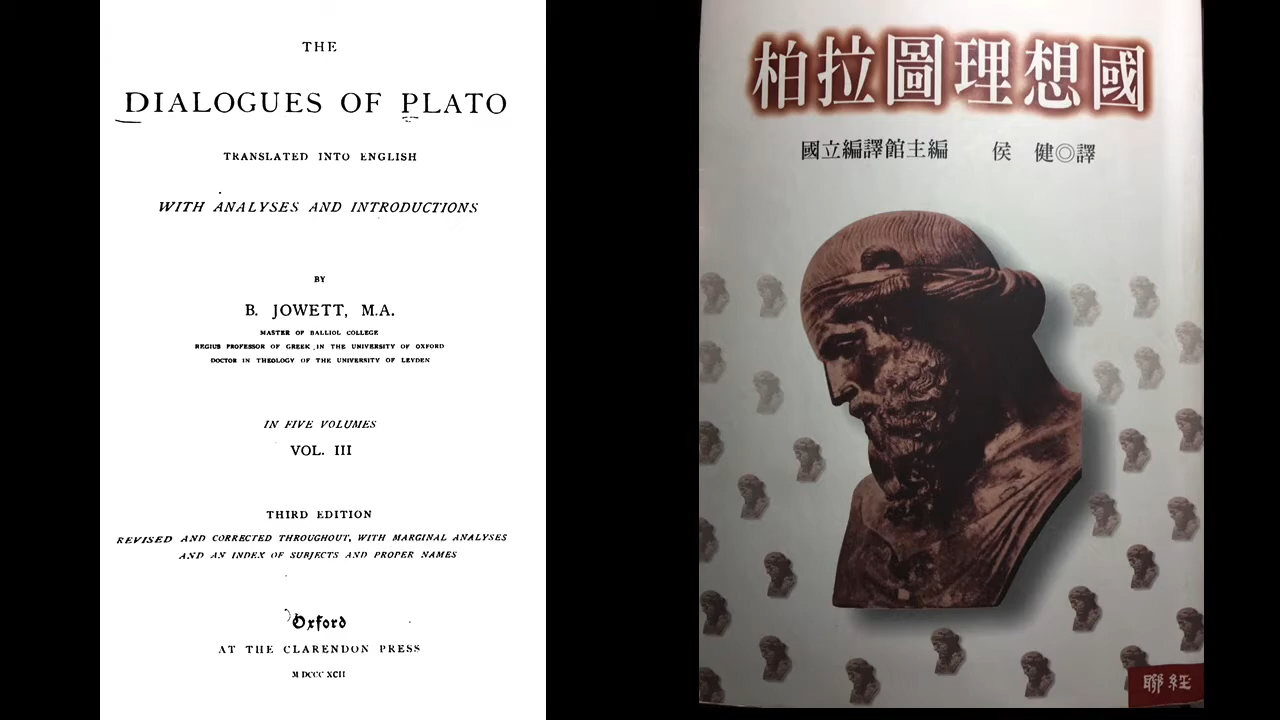 THE
DIALOGUES OF PLATO
TRANSLATED INTO ENGLISH
WITH ANALYSES AND INTRODUCTIONS
BY
B. JOWETT, M.A.
MASTER OF BALLIOL COLLEGE
REGIUS PROFESSOR OF GREEK IN THE UNIVERSITY OF OXFORD
DOCTOR IN THEOLOGY OF THE UNIVERSITY OF LEYDEN
IN FIVE VOLUMES
VOL. III
THIRD EDITION
REVISED AND CORRECTED THROUGHOUT, WITH MARGINAL ANALYSES
AND AN INDEX OF SUBJECTS AND PROPER NAMES
Oxford
AT THE CLARENDON PRESS
M DCCC XCII
柏拉圖理想國
國立編譯館主編 侯 健◎譯
聯經